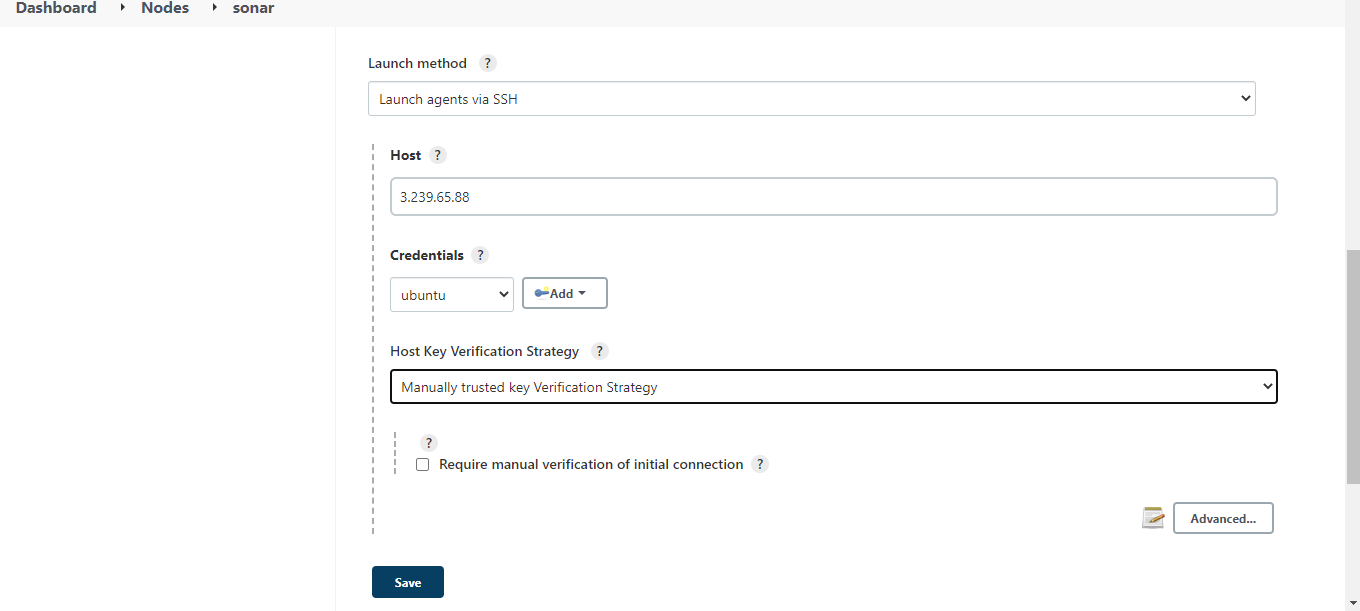 Dashboard ‣ Nodes ‣ sonar
Launch method ?
Launch agents via SSH
Host ?
3.239.65.88
Credentials ?
ubuntu Add
Host Key Verification Strategy ?
Manually trusted key Verification Strategy
?
Require manual verification of initial connection ?
Advanced...
Save